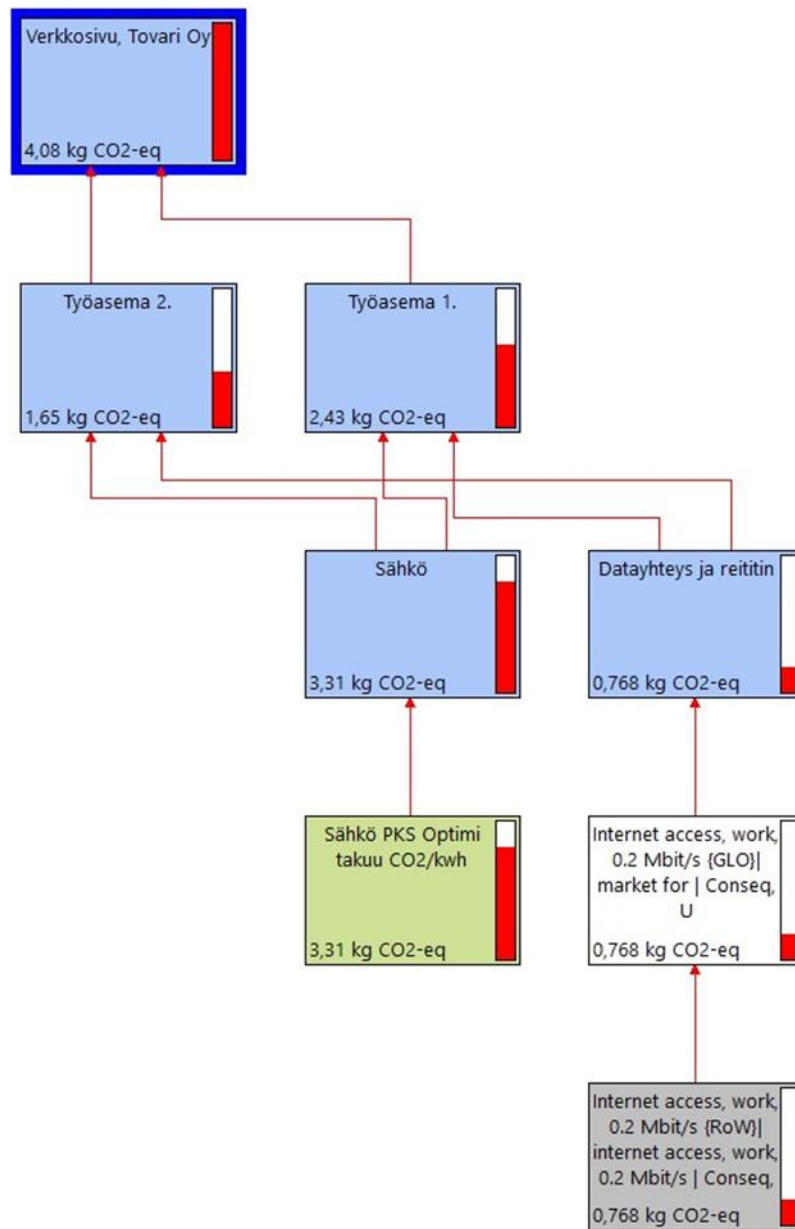 Verkkosivu, Tovari Oy
4,08 kg CO2-eq
Työasema 2.
1,65 kg CO2-eq
Työasema 1.
2,43 kg CO2-eq
Sähkö
3,31 kg CO2-eq
Datayhteys ja reititin
0,768 kg CO2-eq
Sähkö PKS Optimi
takuu CO2/kwh
3,31 kg CO2-eq
Internet access, work,
0.2 Mbit/s {GLO}|
market for | Conseq,
U
0,768 kg CO2-eq
Internet access, work,
0.2 Mbit/s {RoW}|
internet access, work,
0.2 Mbit/s | Conseq,
0,768 kg CO2-eq